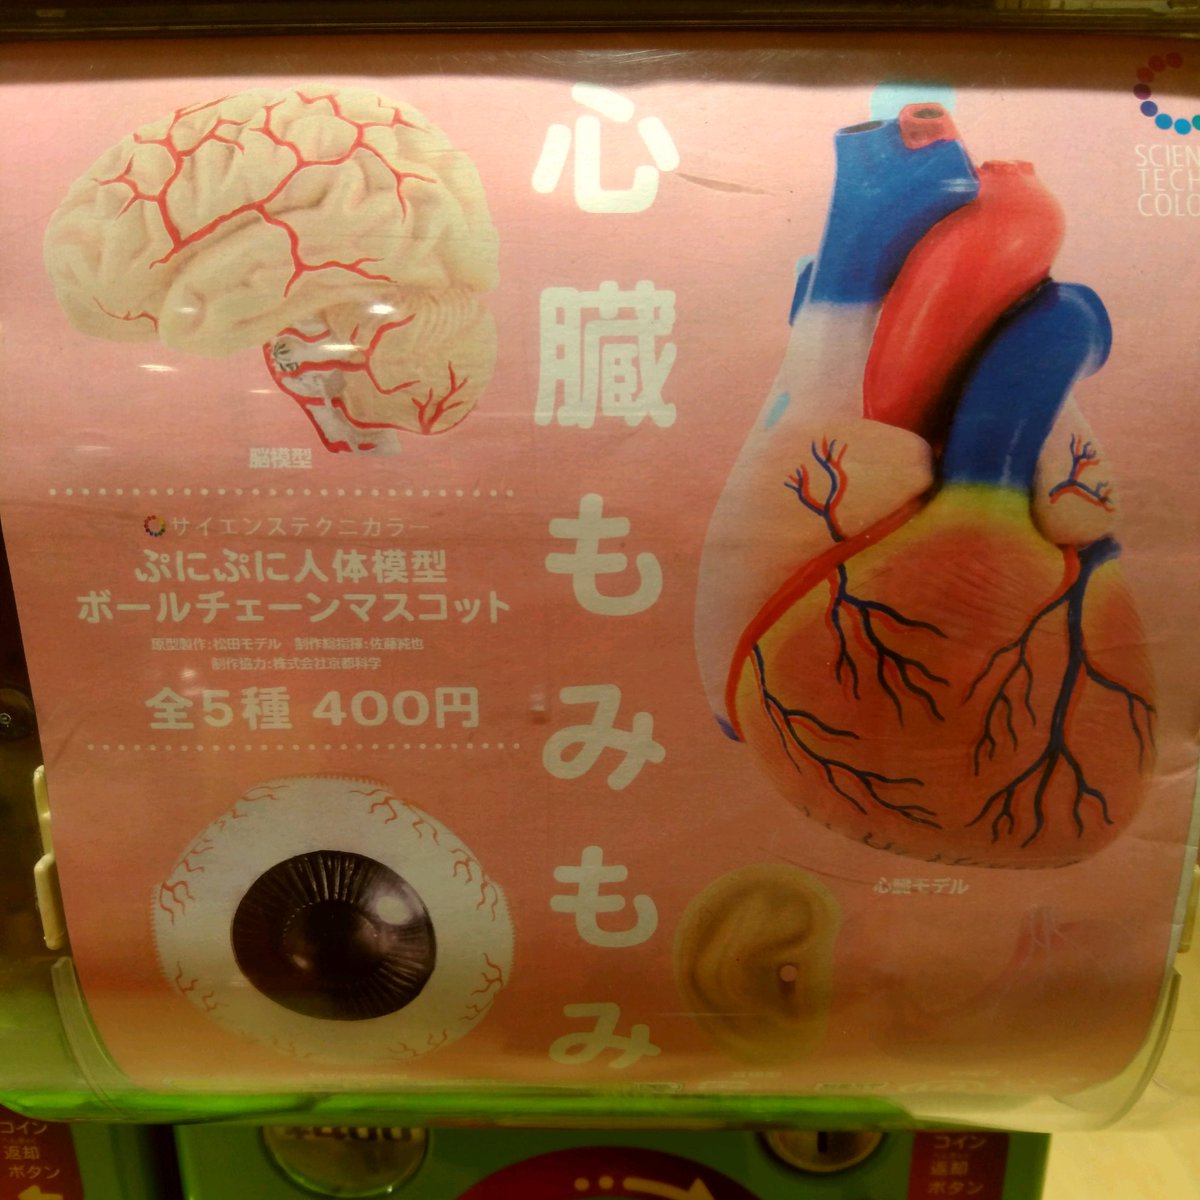 心臓もみもみ
SCIEN
TECH
COLO
脳模型
サイエンステクニカラー
ぷにぷに人体模型
ボールチェーンマスコット
原型製作:松田モデル 制作総指揮:佐藤純也
制作協力:株式会社京都科学
全5種 400円
心臓モデル
コイン
返却
ボタン
コイン
返却
ボタン